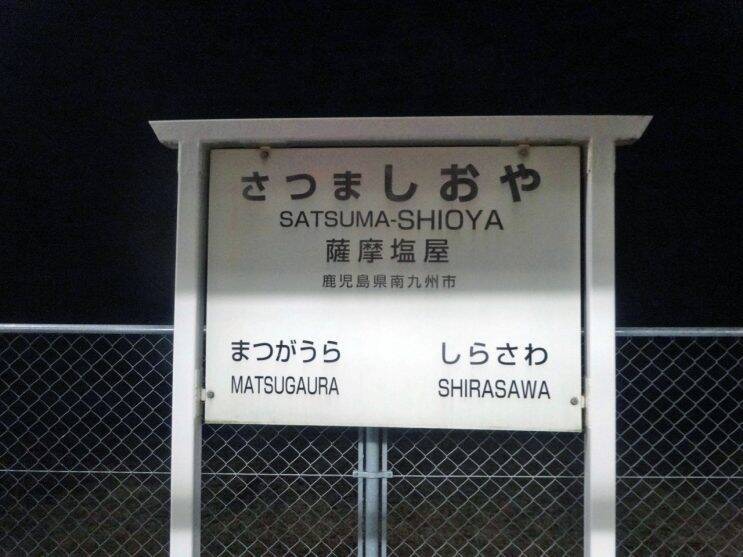 さつましおや
SATSUMA-SHIOYA
薩摩塩屋
鹿児島県南九州市
まつがうら しらさわ
MATSUGAURA SHIRASAWA